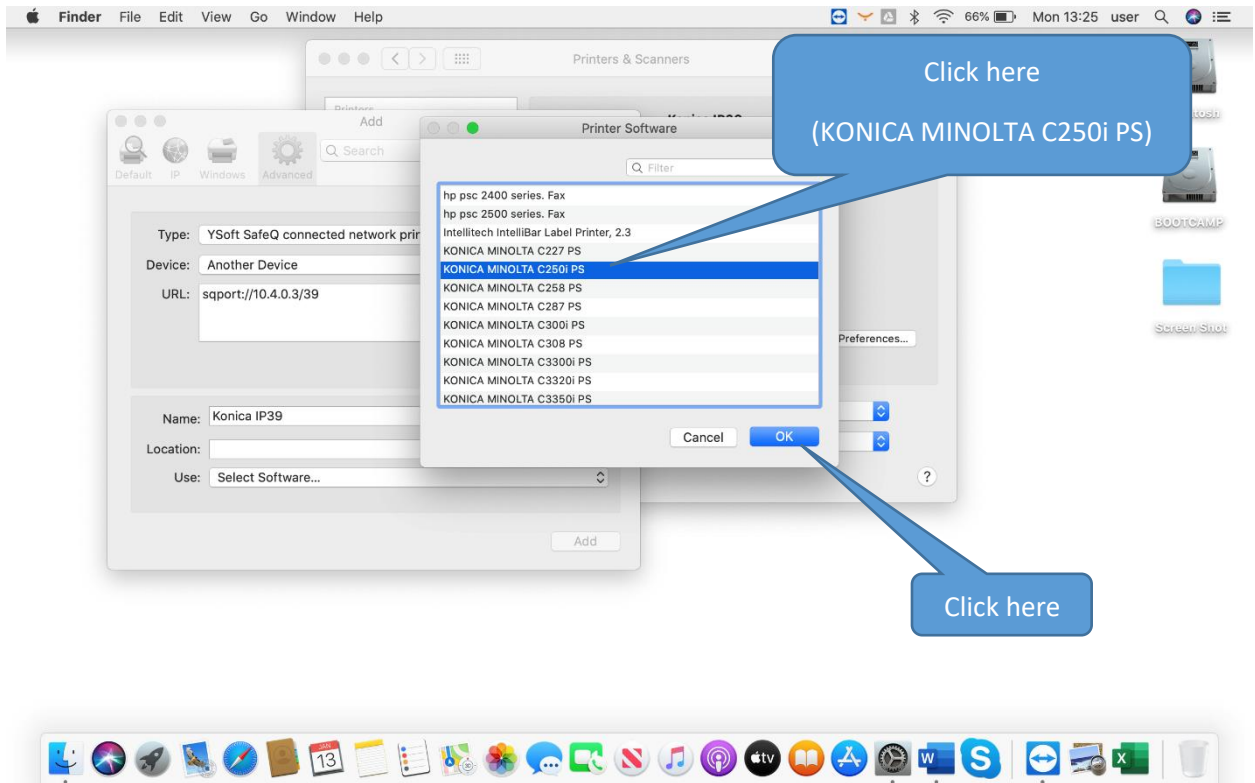 Finder File Edit View Go Window Help
66% Mon 13:25 user
Printers & Scanners
Click here
(KONICA MINOLTA C250i PS)
Printers
Add
Printer Software
Search
Filter
Default IP Windows Advanced
hp psc 2400 series. Fax
hp psc 2500 series. Fax
Intellitech IntelliBar Label Printer, 2.3
KONICA MINOLTA C227 PS
KONICA MINOLTA C250i PS
KONICA MINOLTA C258 PS
KONICA MINOLTA C287 PS
KONICA MINOLTA C300i PS
KONICA MINOLTA C308 PS
KONICA MINOLTA C3300i PS
KONICA MINOLTA C3320i PS
KONICA MINOLTA C3350i PS
Cancel OK
Type: YSoft SafeQ connected network prin
Device: Another Device
URL: sqport://10.4.0.3/39
Preferences...
Name: Konica IP39
Location:
Use: Select Software...
?
Add
Click here
BOOTCAMP
Screen Shot
JAN
13
tv
W
S
X